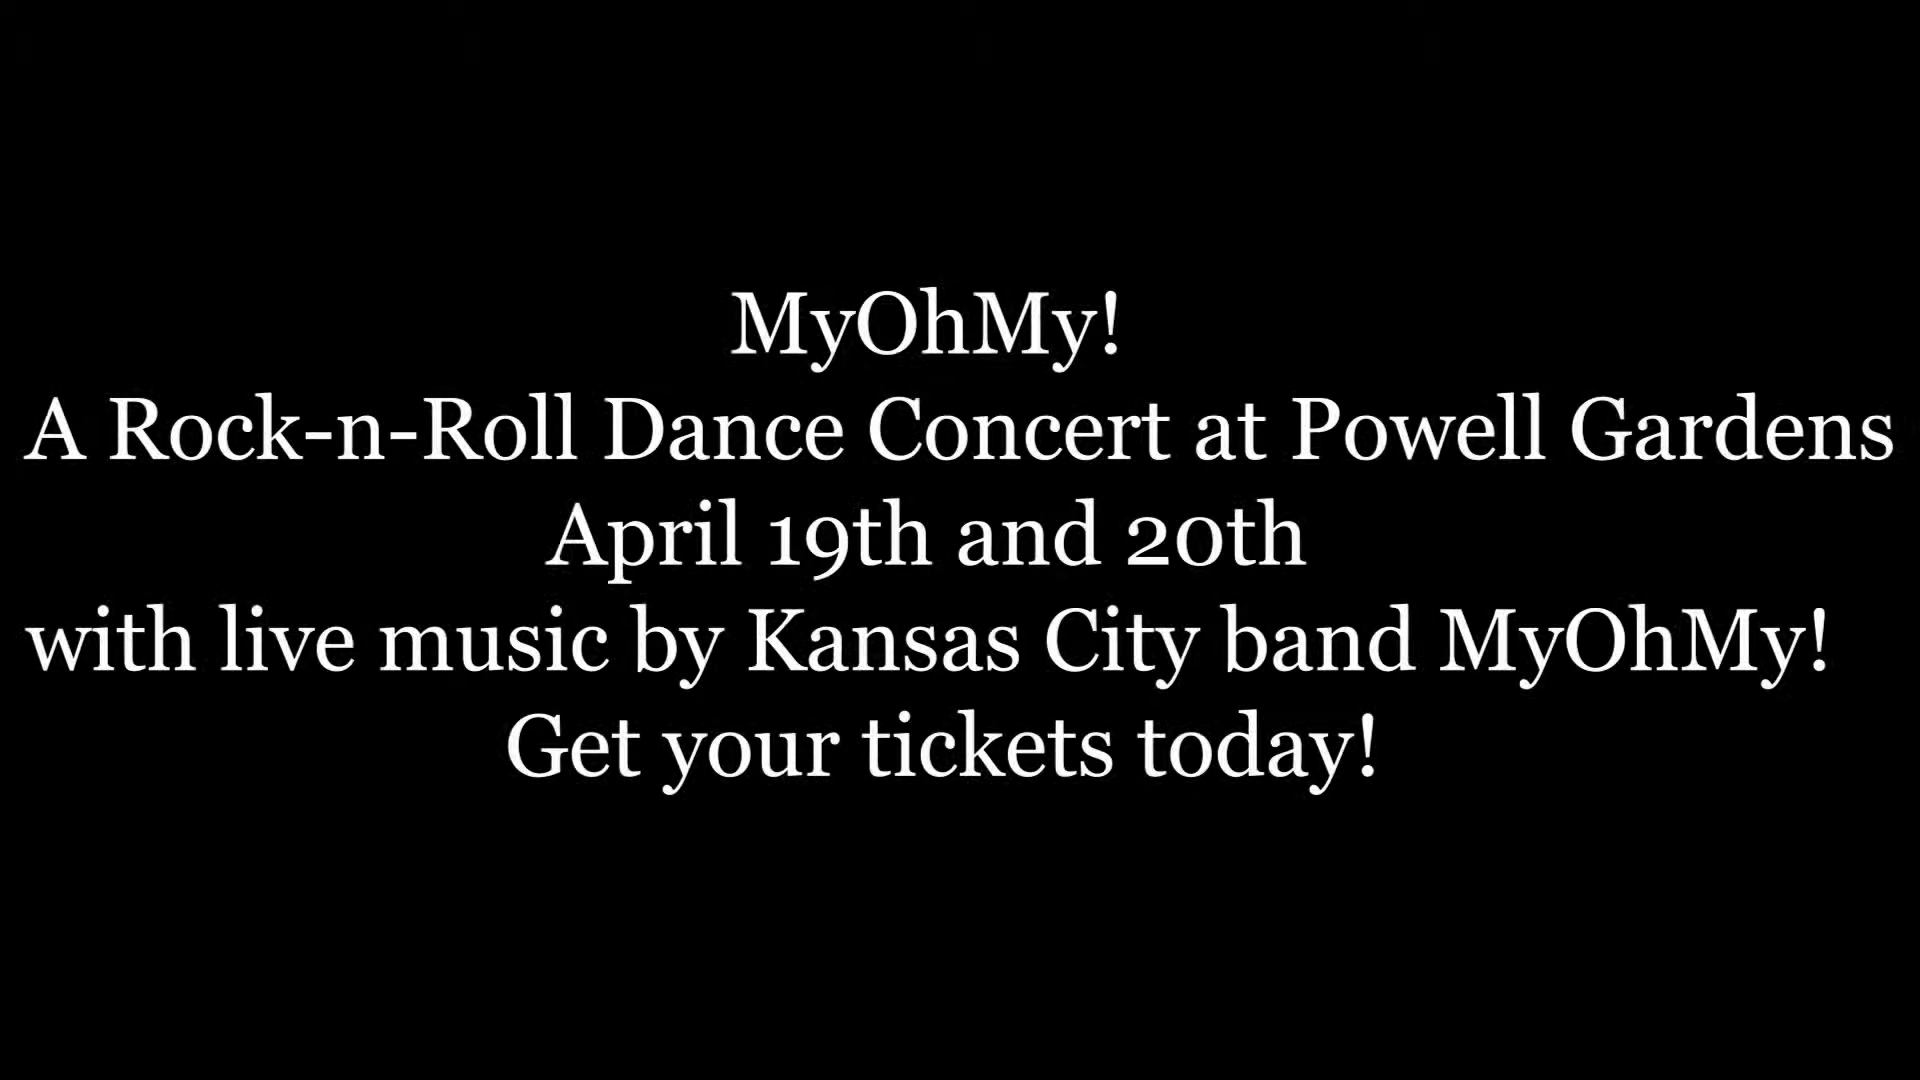 MyOhMy!
A Rock-n-Roll Dance Concert at Powell Gardens
April 19th and 20th
with live music by Kansas City band MyOhMy!
Get your tickets today!